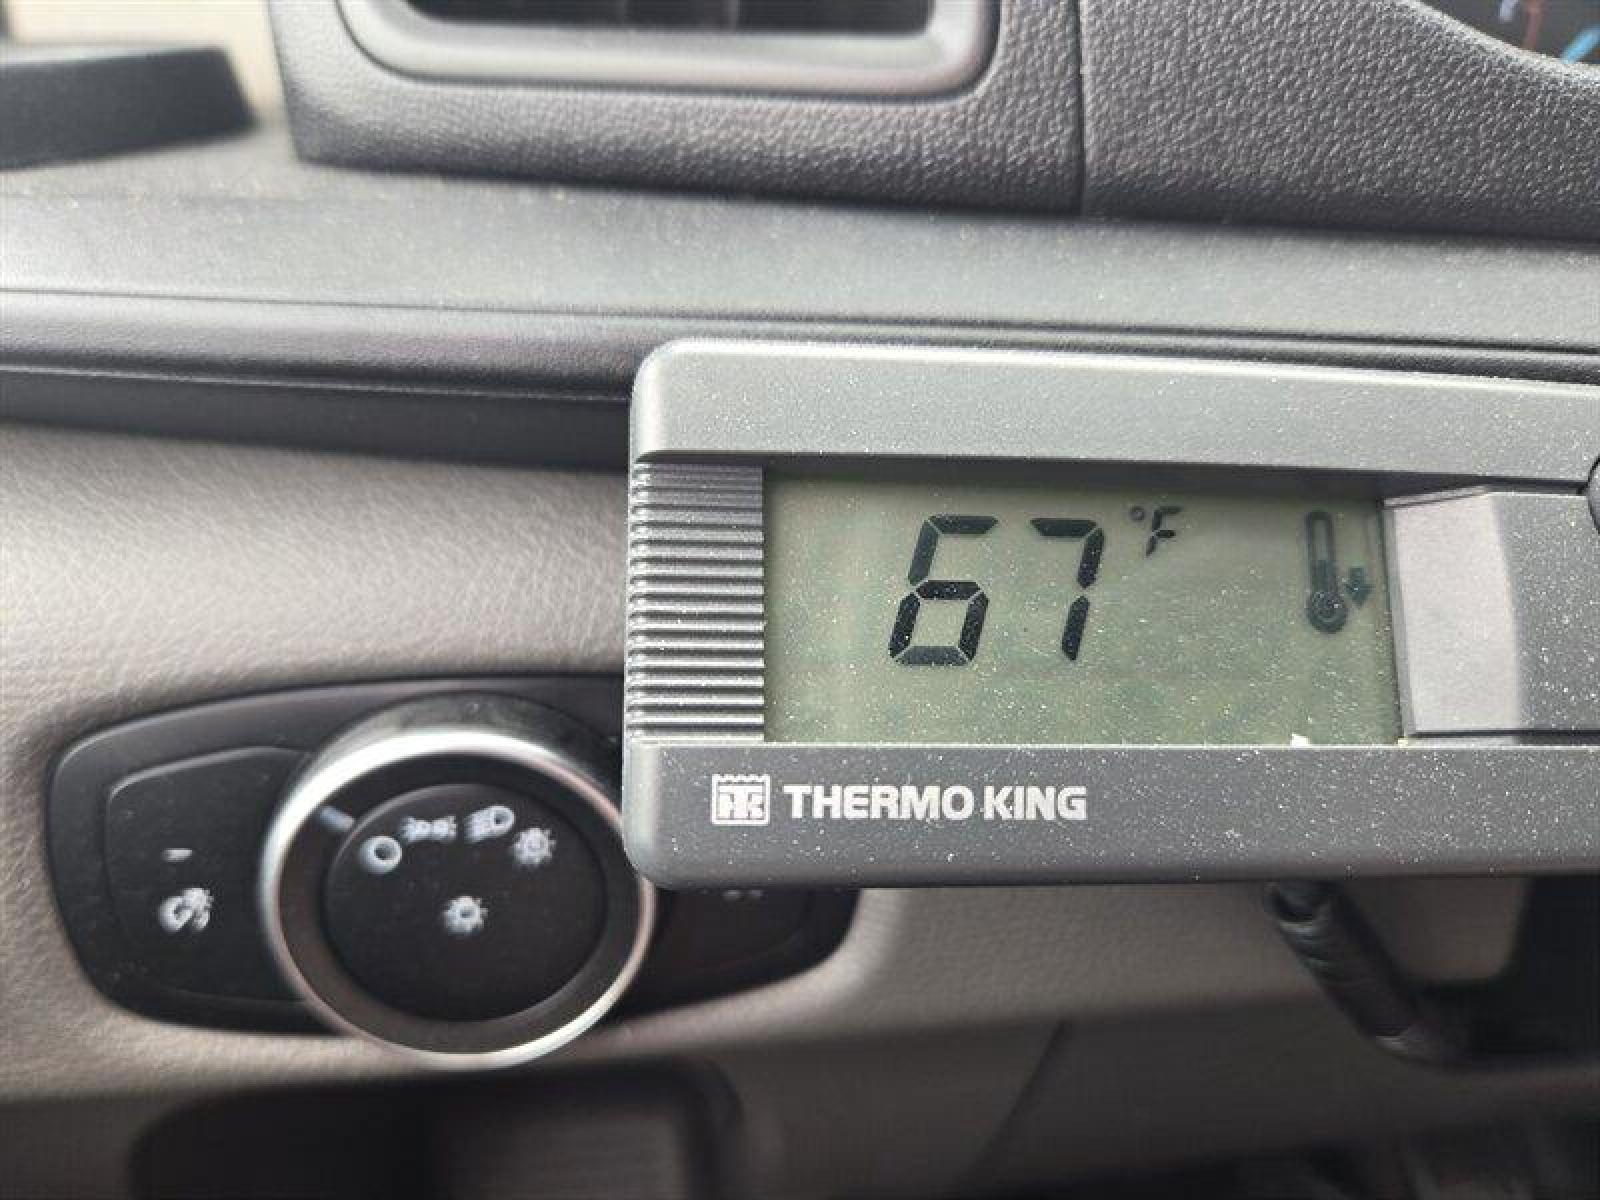 67 °F
THERMO KING